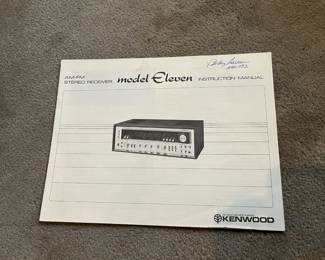 AM-FM
STEREO RECEIVER model Eleven INSTRUCTION MANUAL
KENWOOD